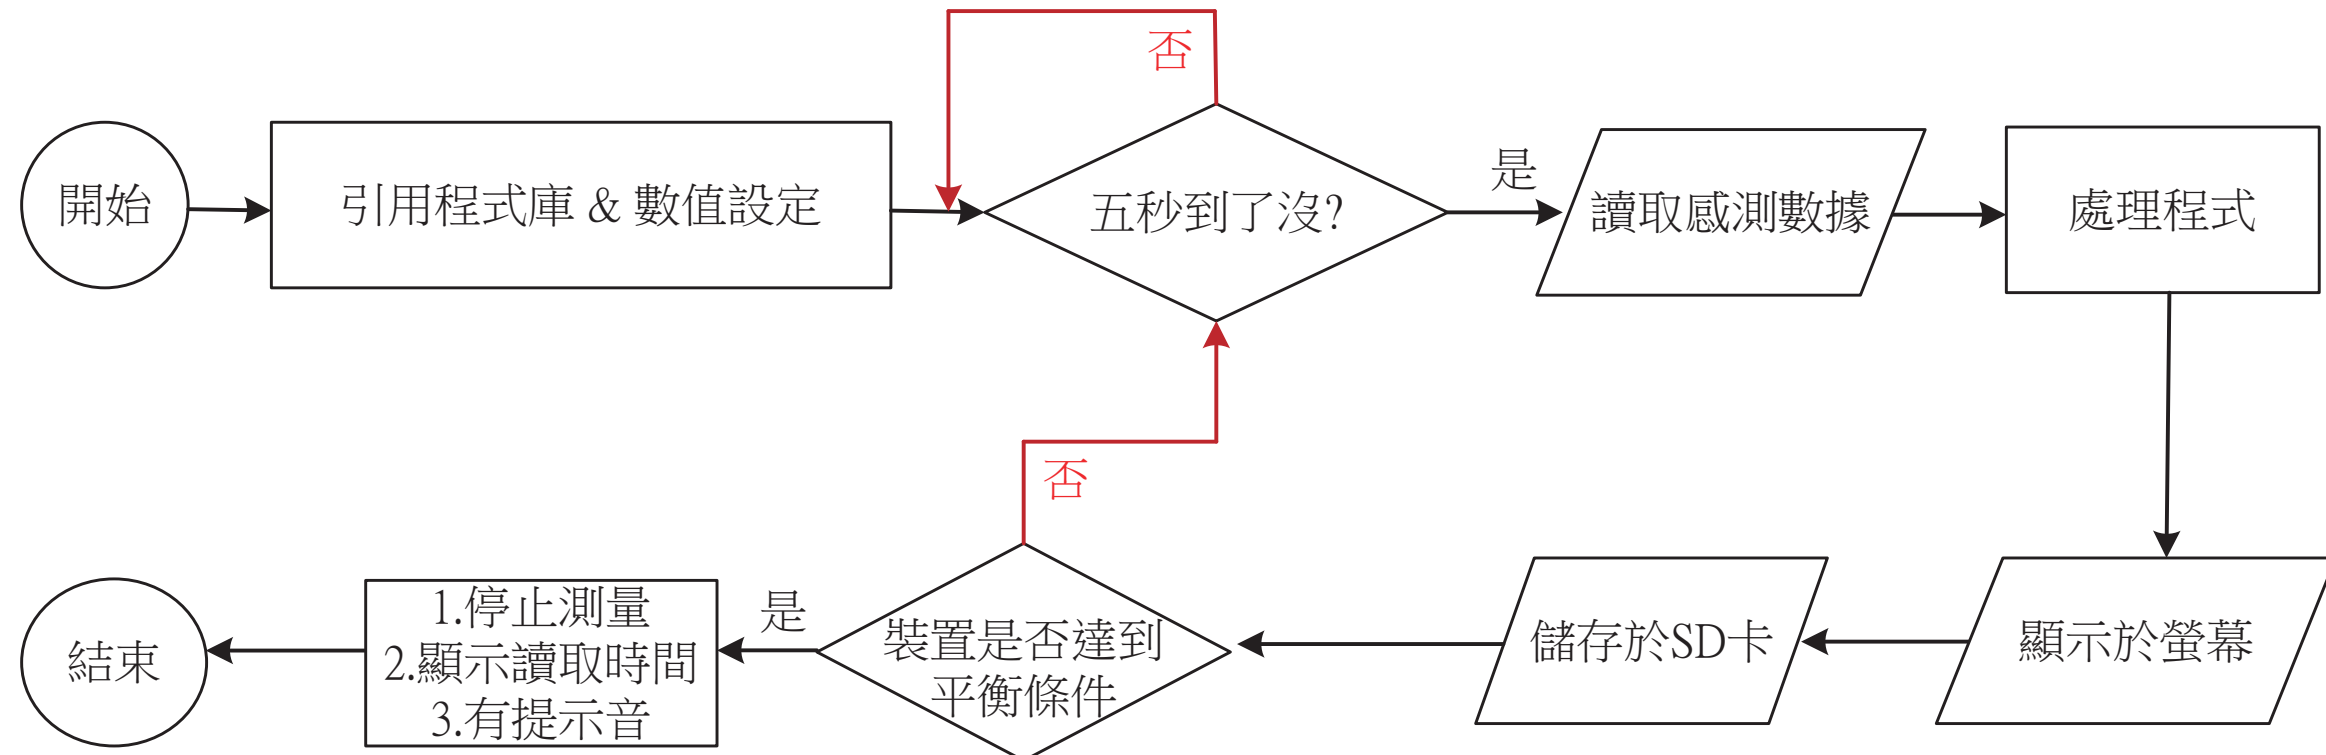 否
開始
引用程式庫 & 數值設定
五秒到了沒?
是
讀取感測數據
處理程式
否
結束
1.停止測量
2.顯示讀取時間
3.有提示音
是
裝置是否達到
平衡條件
儲存於SD卡
顯示於螢幕